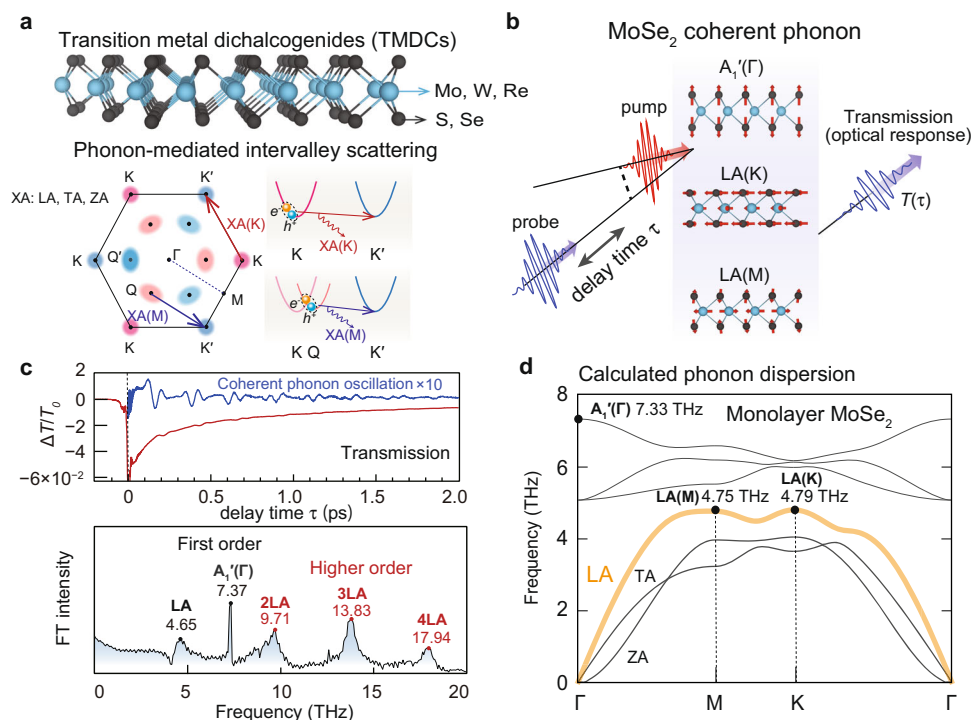 a
Transition metal dichalcogenides (TMDCs)
Mo, W, Re
S, Se
Phonon-mediated intervalley scattering
XA: LA, TA, ZA
K
K′
Q′
Γ
K
K
Q
M
XA(K)
XA(M)
K
K′
e⁻
h⁺
XA(K)
K
K′
e⁻
h⁺
XA(M)
K Q
K′
b
MoSe₂ coherent phonon
A₁′(Γ)
pump
Transmission
(optical response)
LA(K)
T(τ)
probe
delay time τ
LA(M)
c
2
0
−2
−4
−6×10⁻²
ΔT/T₀
Coherent phonon oscillation ×10
Transmission
0
0.5
1.0
1.5
2.0
delay time τ (ps)
FT intensity
First order
Higher order
LA
4.65
A₁′(Γ)
7.37
2LA
9.71
3LA
13.83
4LA
17.94
0
5
10
15
20
Frequency (THz)
d
Calculated phonon dispersion
8
6
4
2
0
Frequency (THz)
A₁′(Γ) 7.33 THz
Monolayer MoSe₂
LA(M) 4.75 THz
LA(K)
4.79 THz
LA
TA
ZA
Γ
M
K
Γ